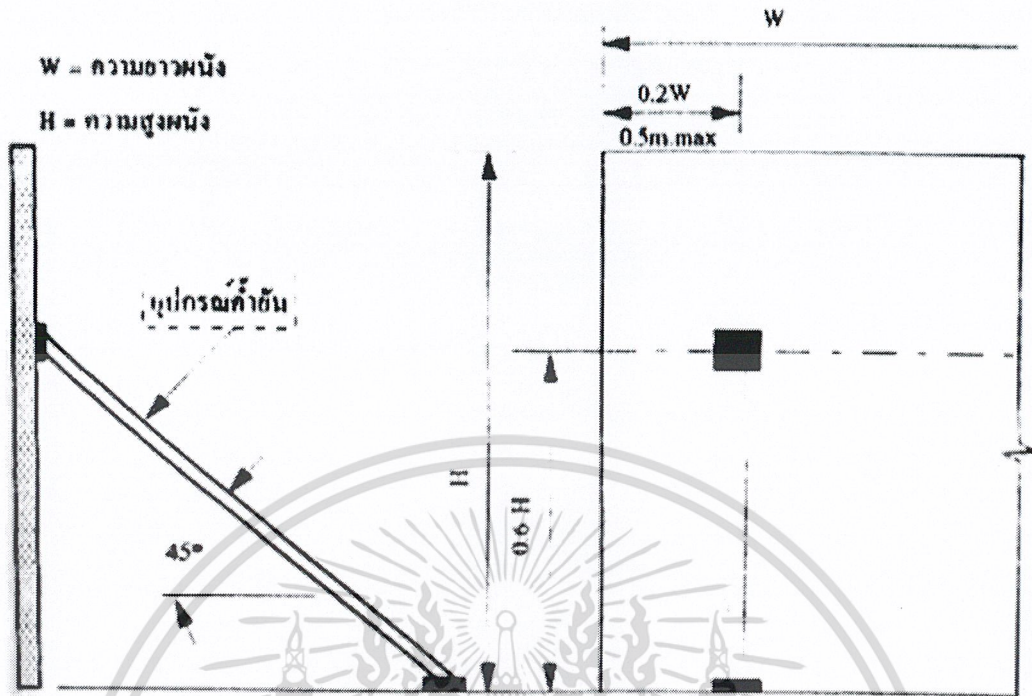 W = ความยาวผนัง
H = ความสูงผนัง
W
0.2W
0.5m.max
อุปกรณ์ค้ำยัน
45°
H
0.6 H